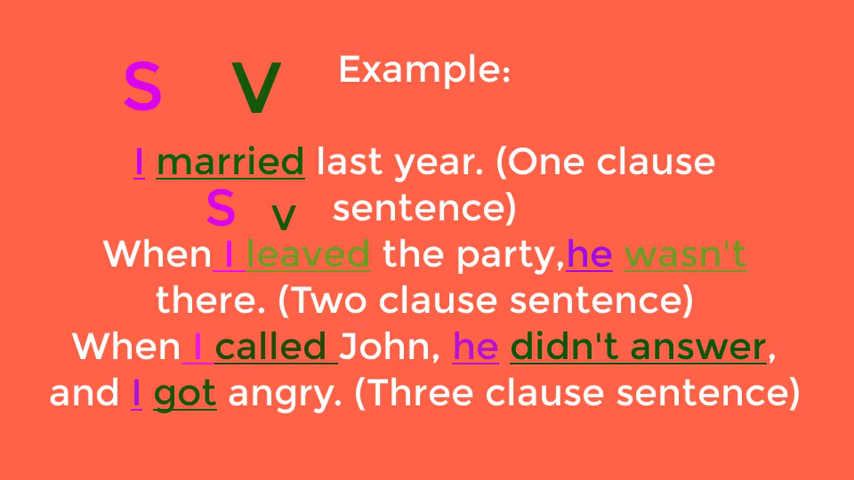 Example:
S V
I married last year. (One clause
sentence)
S v
When I leaved the party,he wasn't
there. (Two clause sentence)
When I called John, he didn't answer,
and I got angry. (Three clause sentence)